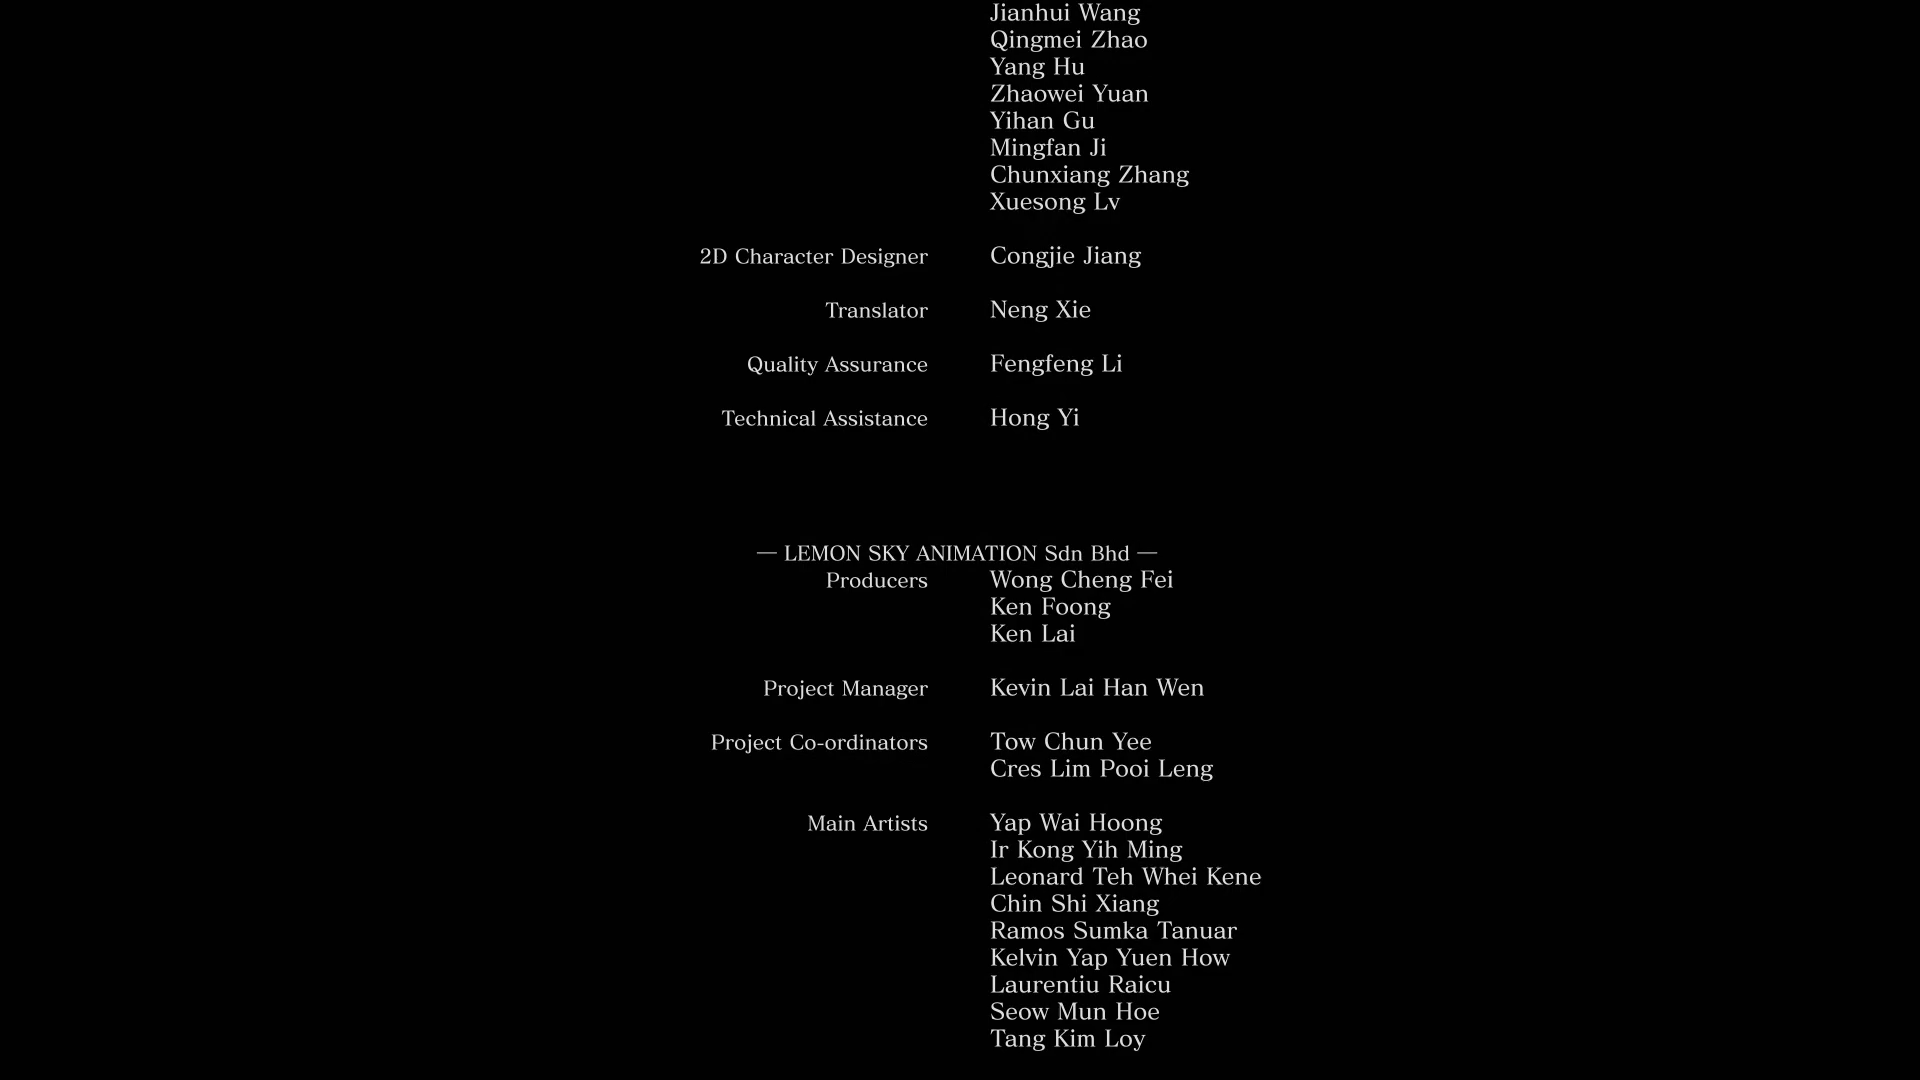 Jianhui Wang
Qingmei Zhao
Yang Hu
Zhaowei Yuan
Yihan Gu
Mingfan Ji
Chunxiang Zhang
Xuesong Lv
2D Character Designer Congjie Jiang
Translator Neng Xie
Quality Assurance Fengfeng Li
Technical Assistance Hong Yi
— LEMON SKY ANIMATION Sdn Bhd —
Producers Wong Cheng Fei
Ken Foong
Ken Lai
Project Manager Kevin Lai Han Wen
Project Co-ordinators Tow Chun Yee
Cres Lim Pooi Leng
Main Artists Yap Wai Hoong
Ir Kong Yih Ming
Leonard Teh Whei Kene
Chin Shi Xiang
Ramos Sumka Tanuar
Kelvin Yap Yuen How
Laurentiu Raicu
Seow Mun Hoe
Tang Kim Loy